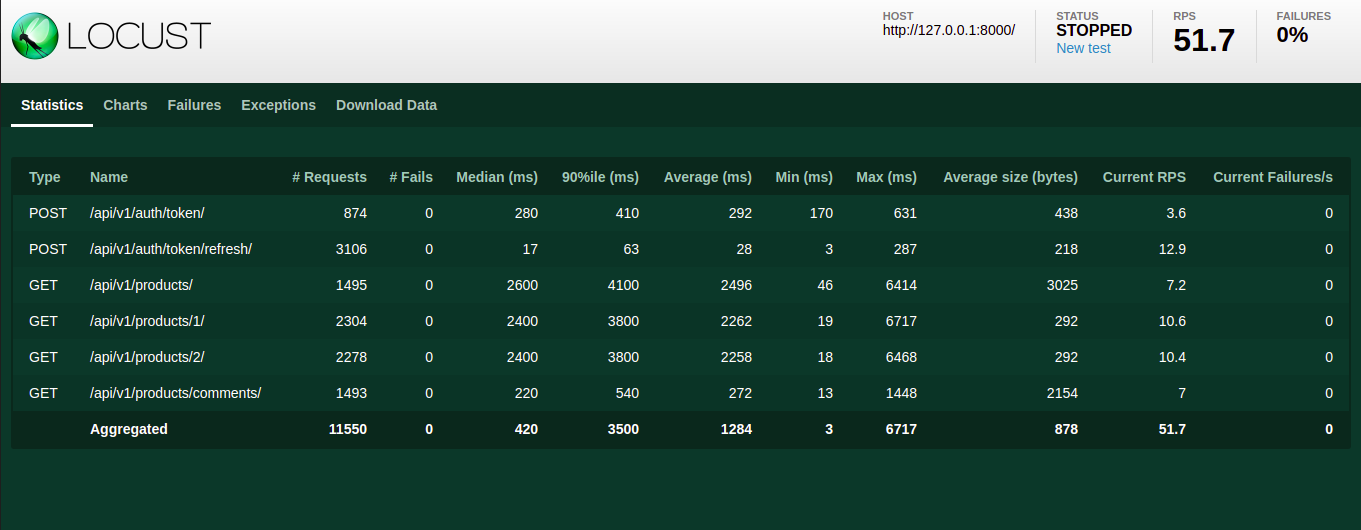 LOCUST
HOST
http://127.0.0.1:8000/
STATUS
STOPPED
New test
RPS
51.7
FAILURES
0%
Statistics Charts Failures Exceptions Download Data
Type Name # Requests # Fails Median (ms) 90%ile (ms) Average (ms) Min (ms) Max (ms) Average size (bytes) Current RPS Current Failures/s
POST /api/v1/auth/token/ 874 0 280 410 292 170 631 438 3.6 0
POST /api/v1/auth/token/refresh/ 3106 0 17 63 28 3 287 218 12.9 0
GET /api/v1/products/ 1495 0 2600 4100 2496 46 6414 3025 7.2 0
GET /api/v1/products/1/ 2304 0 2400 3800 2262 19 6717 292 10.6 0
GET /api/v1/products/2/ 2278 0 2400 3800 2258 18 6468 292 10.4 0
GET /api/v1/products/comments/ 1493 0 220 540 272 13 1448 2154 7 0
Aggregated 11550 0 420 3500 1284 3 6717 878 51.7 0